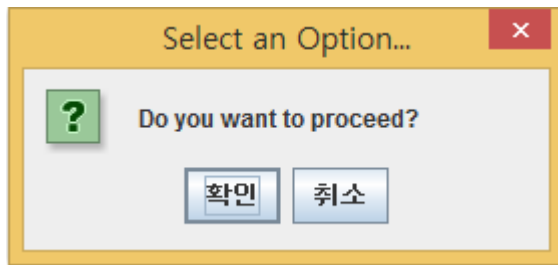 Select an Option...
Do you want to proceed?
확인 취소